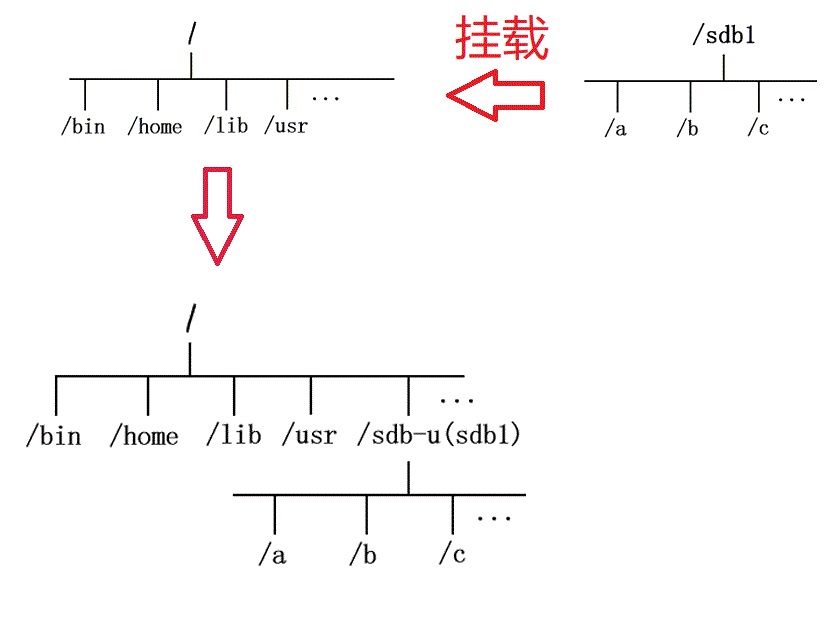 /
挂载
/sdb1
/bin /home /lib /usr ...
/a /b /c ...
/
/bin /home /lib /usr /sdb-u(sdb1) ...
/a /b /c ...